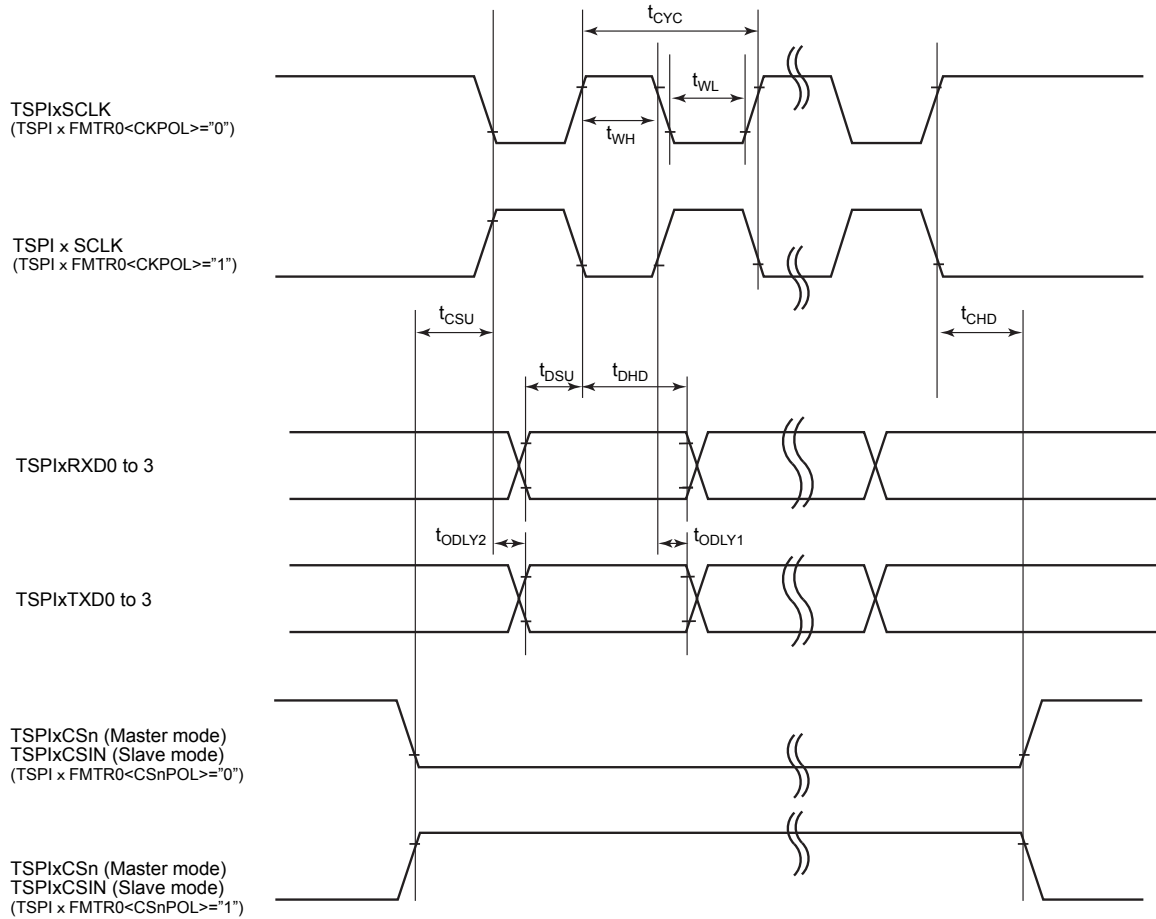 tCYC
TSPIxSCLK
(TSPI x FMTR0<CKPOL>="0")
tWL
tWH
TSPI x SCLK
(TSPI x FMTR0<CKPOL>="1")
tCSU
tCHD
tDSU
tDHD
TSPIxRXD0 to 3
tODLY2
tODLY1
TSPIxTXD0 to 3
TSPIxCSn (Master mode)
TSPIxCSIN (Slave mode)
(TSPI x FMTR0<CSnPOL>="0")
TSPIxCSn (Master mode)
TSPIxCSIN (Slave mode)
(TSPI x FMTR0<CSnPOL>="1")